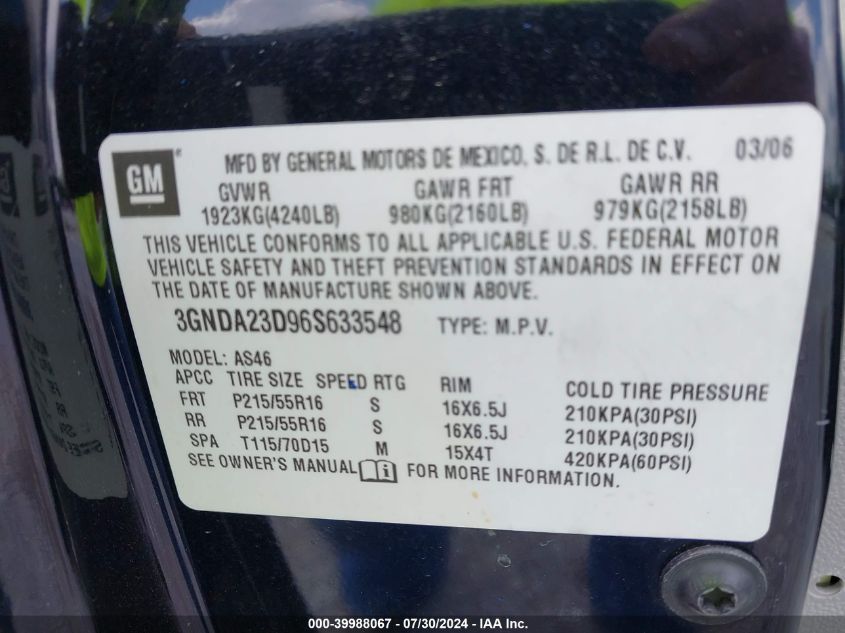 GM
MFD BY GENERAL MOTORS DE MEXICO, S. DE R.L. DE C.V. 03/06
GVWR GAWR FRT GAWR RR
1923KG(4240LB) 980KG(2160LB) 979KG(2158LB)
THIS VEHICLE CONFORMS TO ALL APPLICABLE U.S. FEDERAL MOTOR
VEHICLE SAFETY AND THEFT PREVENTION STANDARDS IN EFFECT ON
THE DATE OF MANUFACTURE SHOWN ABOVE.
3GNDA23D96S633548 TYPE: M.P.V.
MODEL: AS46
APCC TIRE SIZE SPEED RTG RIM COLD TIRE PRESSURE
FRT P215/55R16 S 16X6.5J 210KPA(30PSI)
RR P215/55R16 S 16X6.5J 210KPA(30PSI)
SPA T115/70D15 M 15X4T 420KPA(60PSI)
SEE OWNER'S MANUAL FOR MORE INFORMATION.
000-39988067 / 07/30/2024 - IAA Inc.